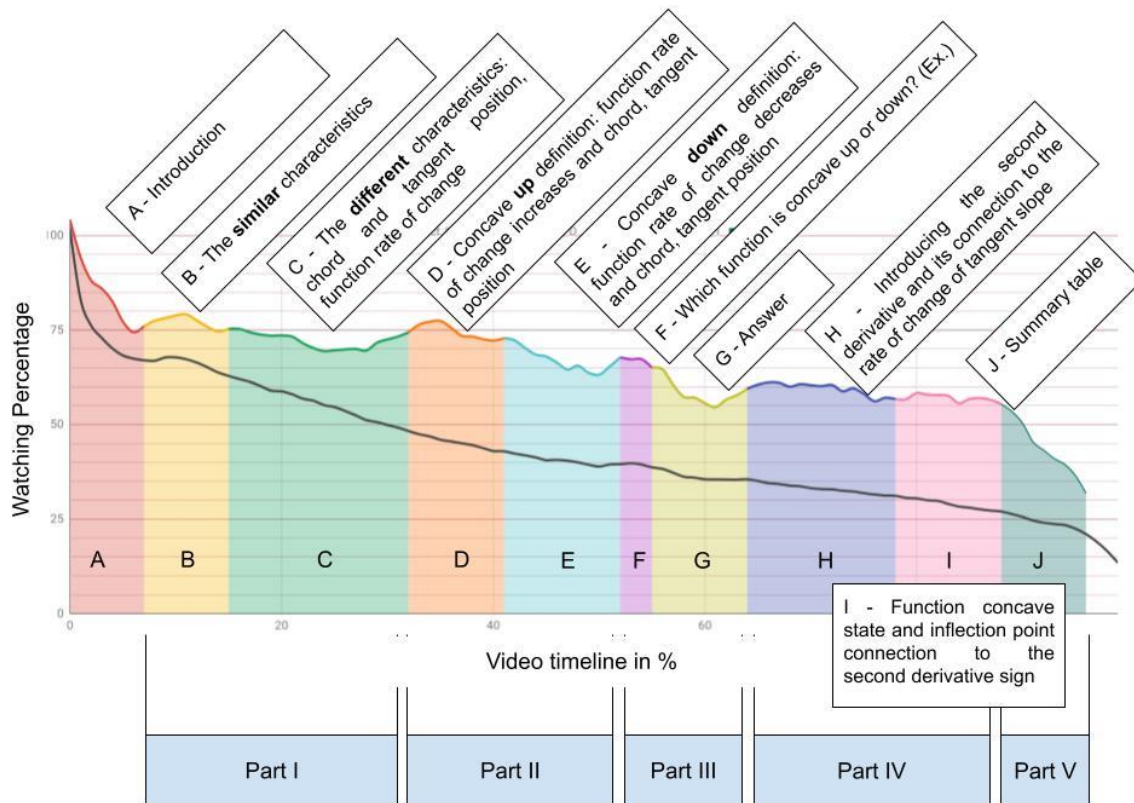 A - Introduction
B - The similar characteristics
C - The different characteristics:
chord and tangent position,
function rate of change
D - Concave up definition: function rate
of change increases and chord, tangent
position
E - Concave down definition:
function rate of change decreases
and chord, tangent position
F - Which function is concave up or down? (Ex.)
G - Answer
H - Introducing the second
derivative and its connection to the
rate of change of tangent slope
J - Summary table
Watching Percentage
100
75
50
25
0
A B C D E F G H I J
0 20 40 60
I - Function concave
state and inflection point
connection to the
second derivative sign
Video timeline in %
Part I Part II Part III Part IV Part V